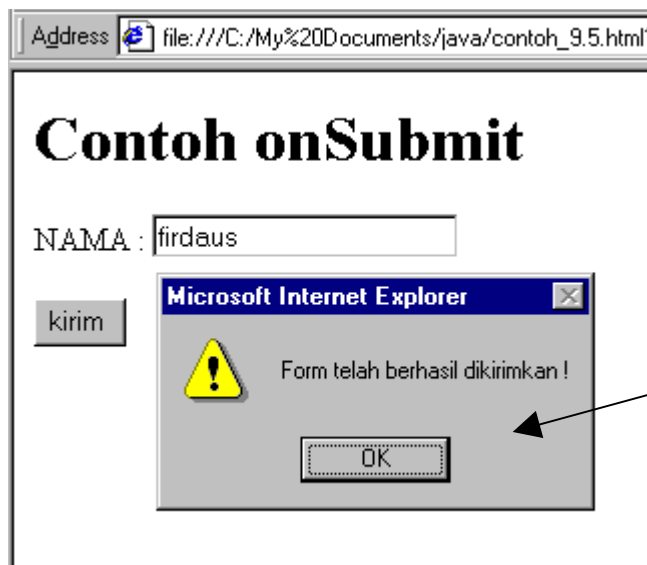 Address file:///C:/My%20Documents/java/contoh_9.5.html?
Contoh onSubmit
NAMA : firdaus
Microsoft Internet Explorer
kirim
Form telah berhasil dikirimkan !
OK